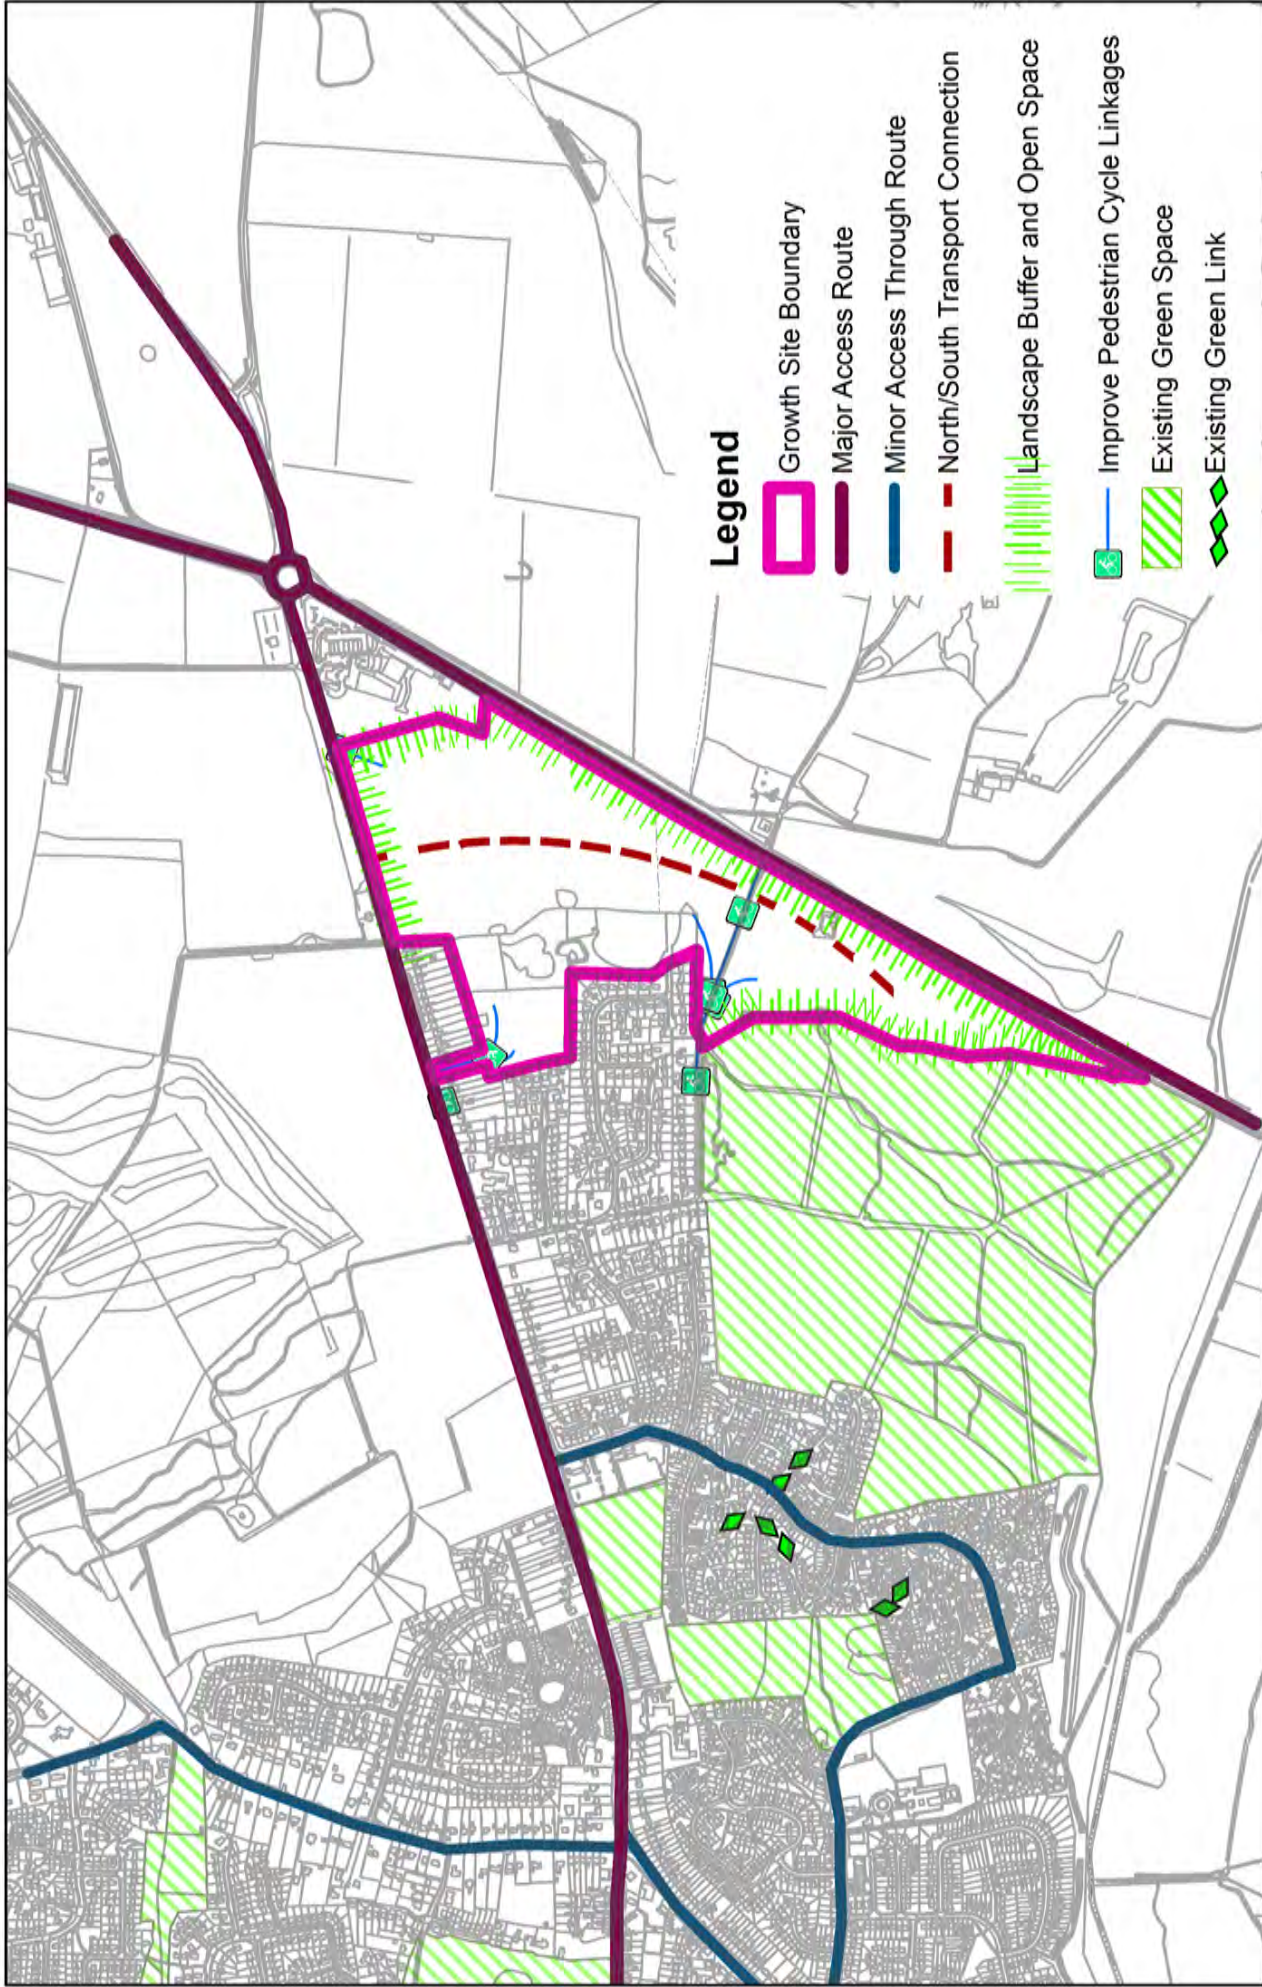 Legend
Growth Site Boundary
Major Access Route
Minor Access Through Route
North/South Transport Connection
Landscape Buffer and Open Space
Improve Pedestrian Cycle Linkages
Existing Green Space
Existing Green Link